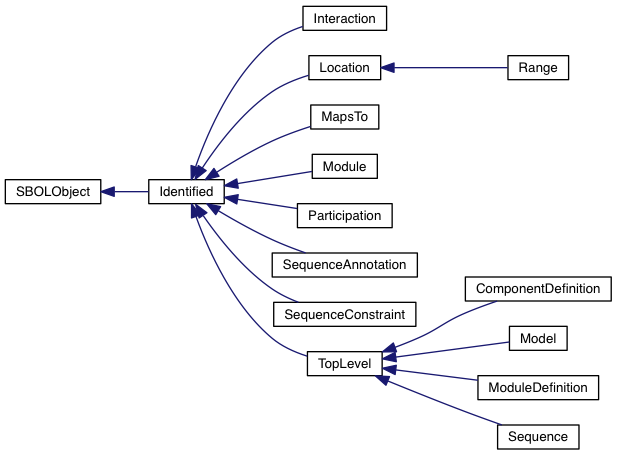 Interaction
Location
Range
MapsTo
Module
SBOLObject
Identified
Participation
SequenceAnnotation
ComponentDefinition
SequenceConstraint
Model
TopLevel
ModuleDefinition
Sequence